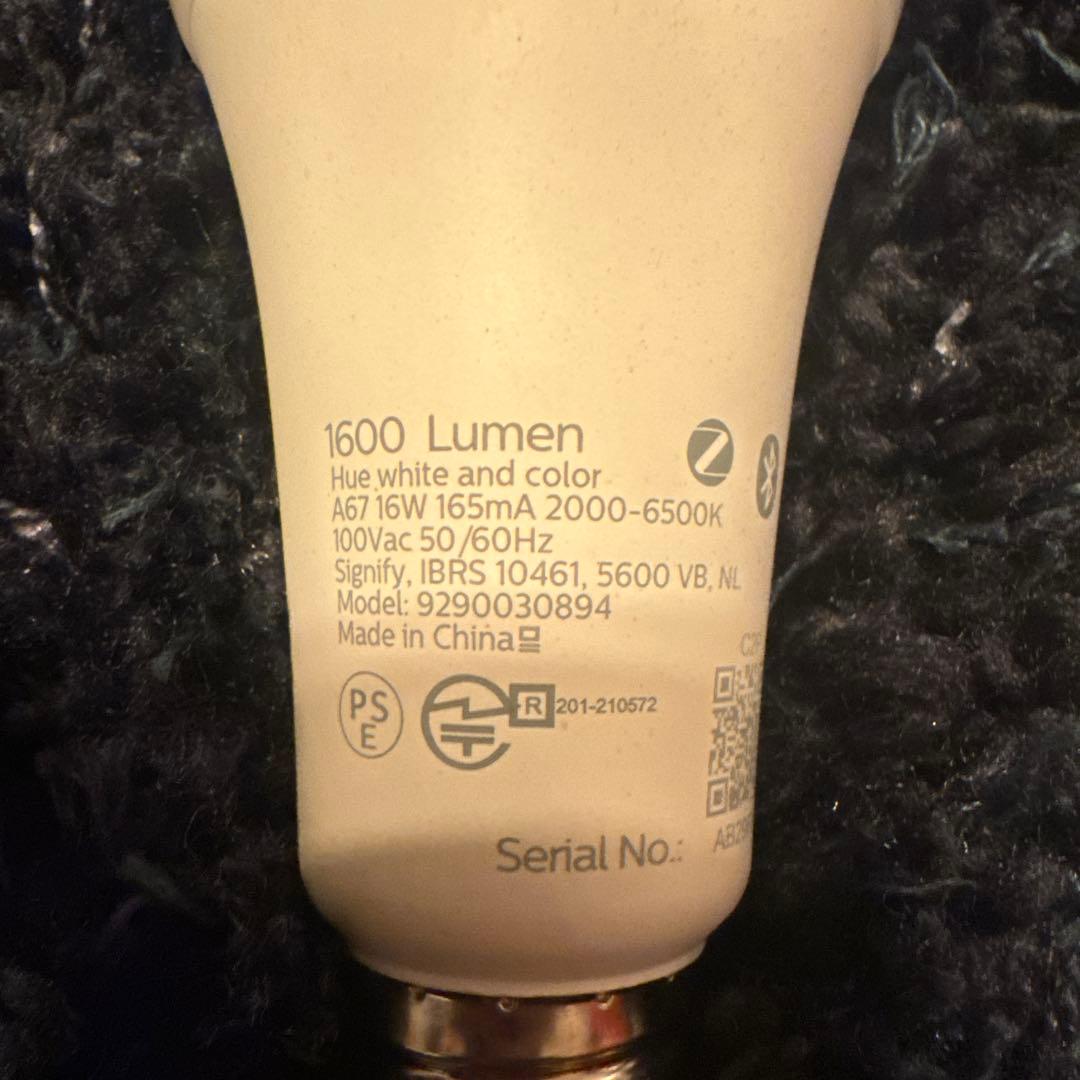 1600 Lumen
Hue white and color
A67 16W 165mA 2000-6500K
100Vac 50/60Hz
Signify, IBRS 10461, 5600 VB, NL
Model: 9290030894
Made in China
PS
E
R 201-210572
Serial No.: